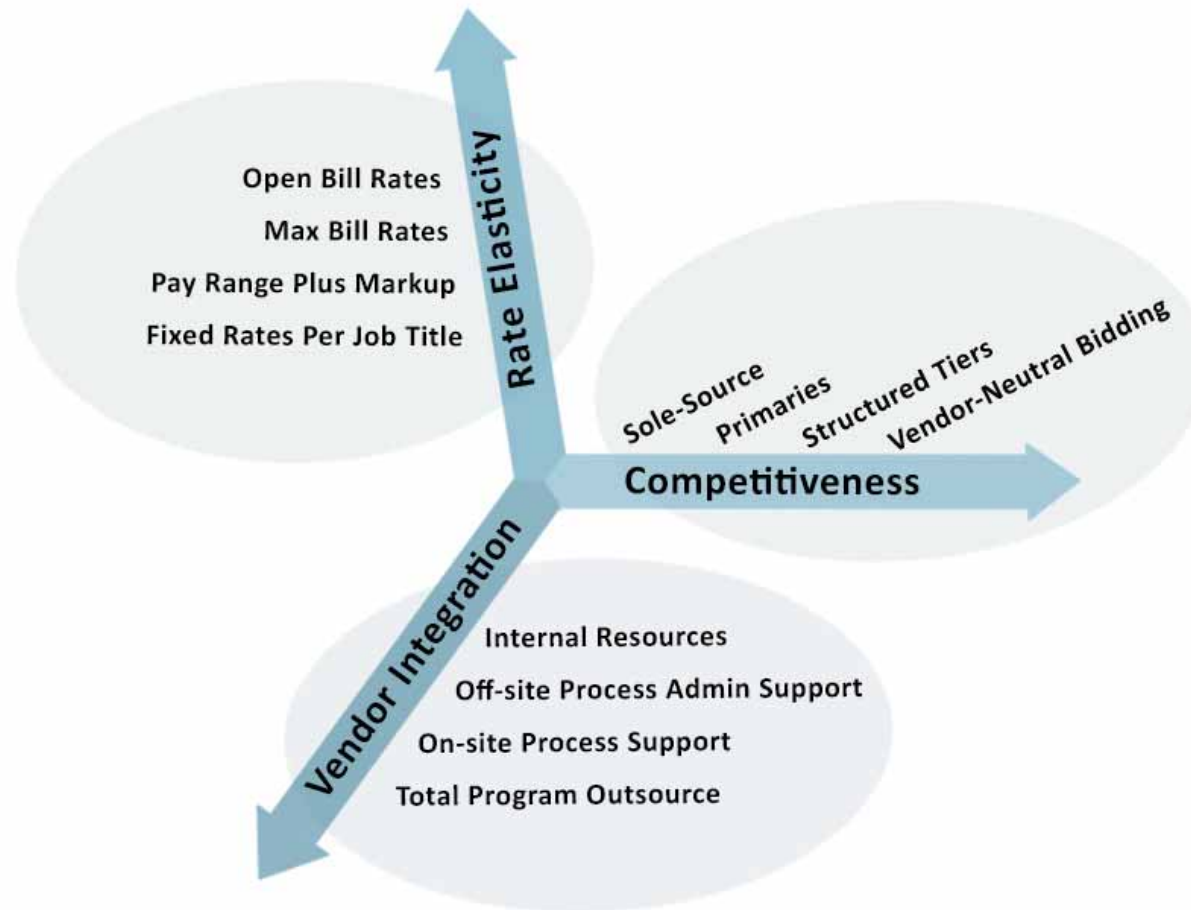 Rate Elasticity
Open Bill Rates
Max Bill Rates
Pay Range Plus Markup
Fixed Rates Per Job Title
Competitiveness
Sole-Source
Primaries
Structured Tiers
Vendor-Neutral Bidding
Vendor Integration
Internal Resources
Off-site Process Admin Support
On-site Process Support
Total Program Outsource